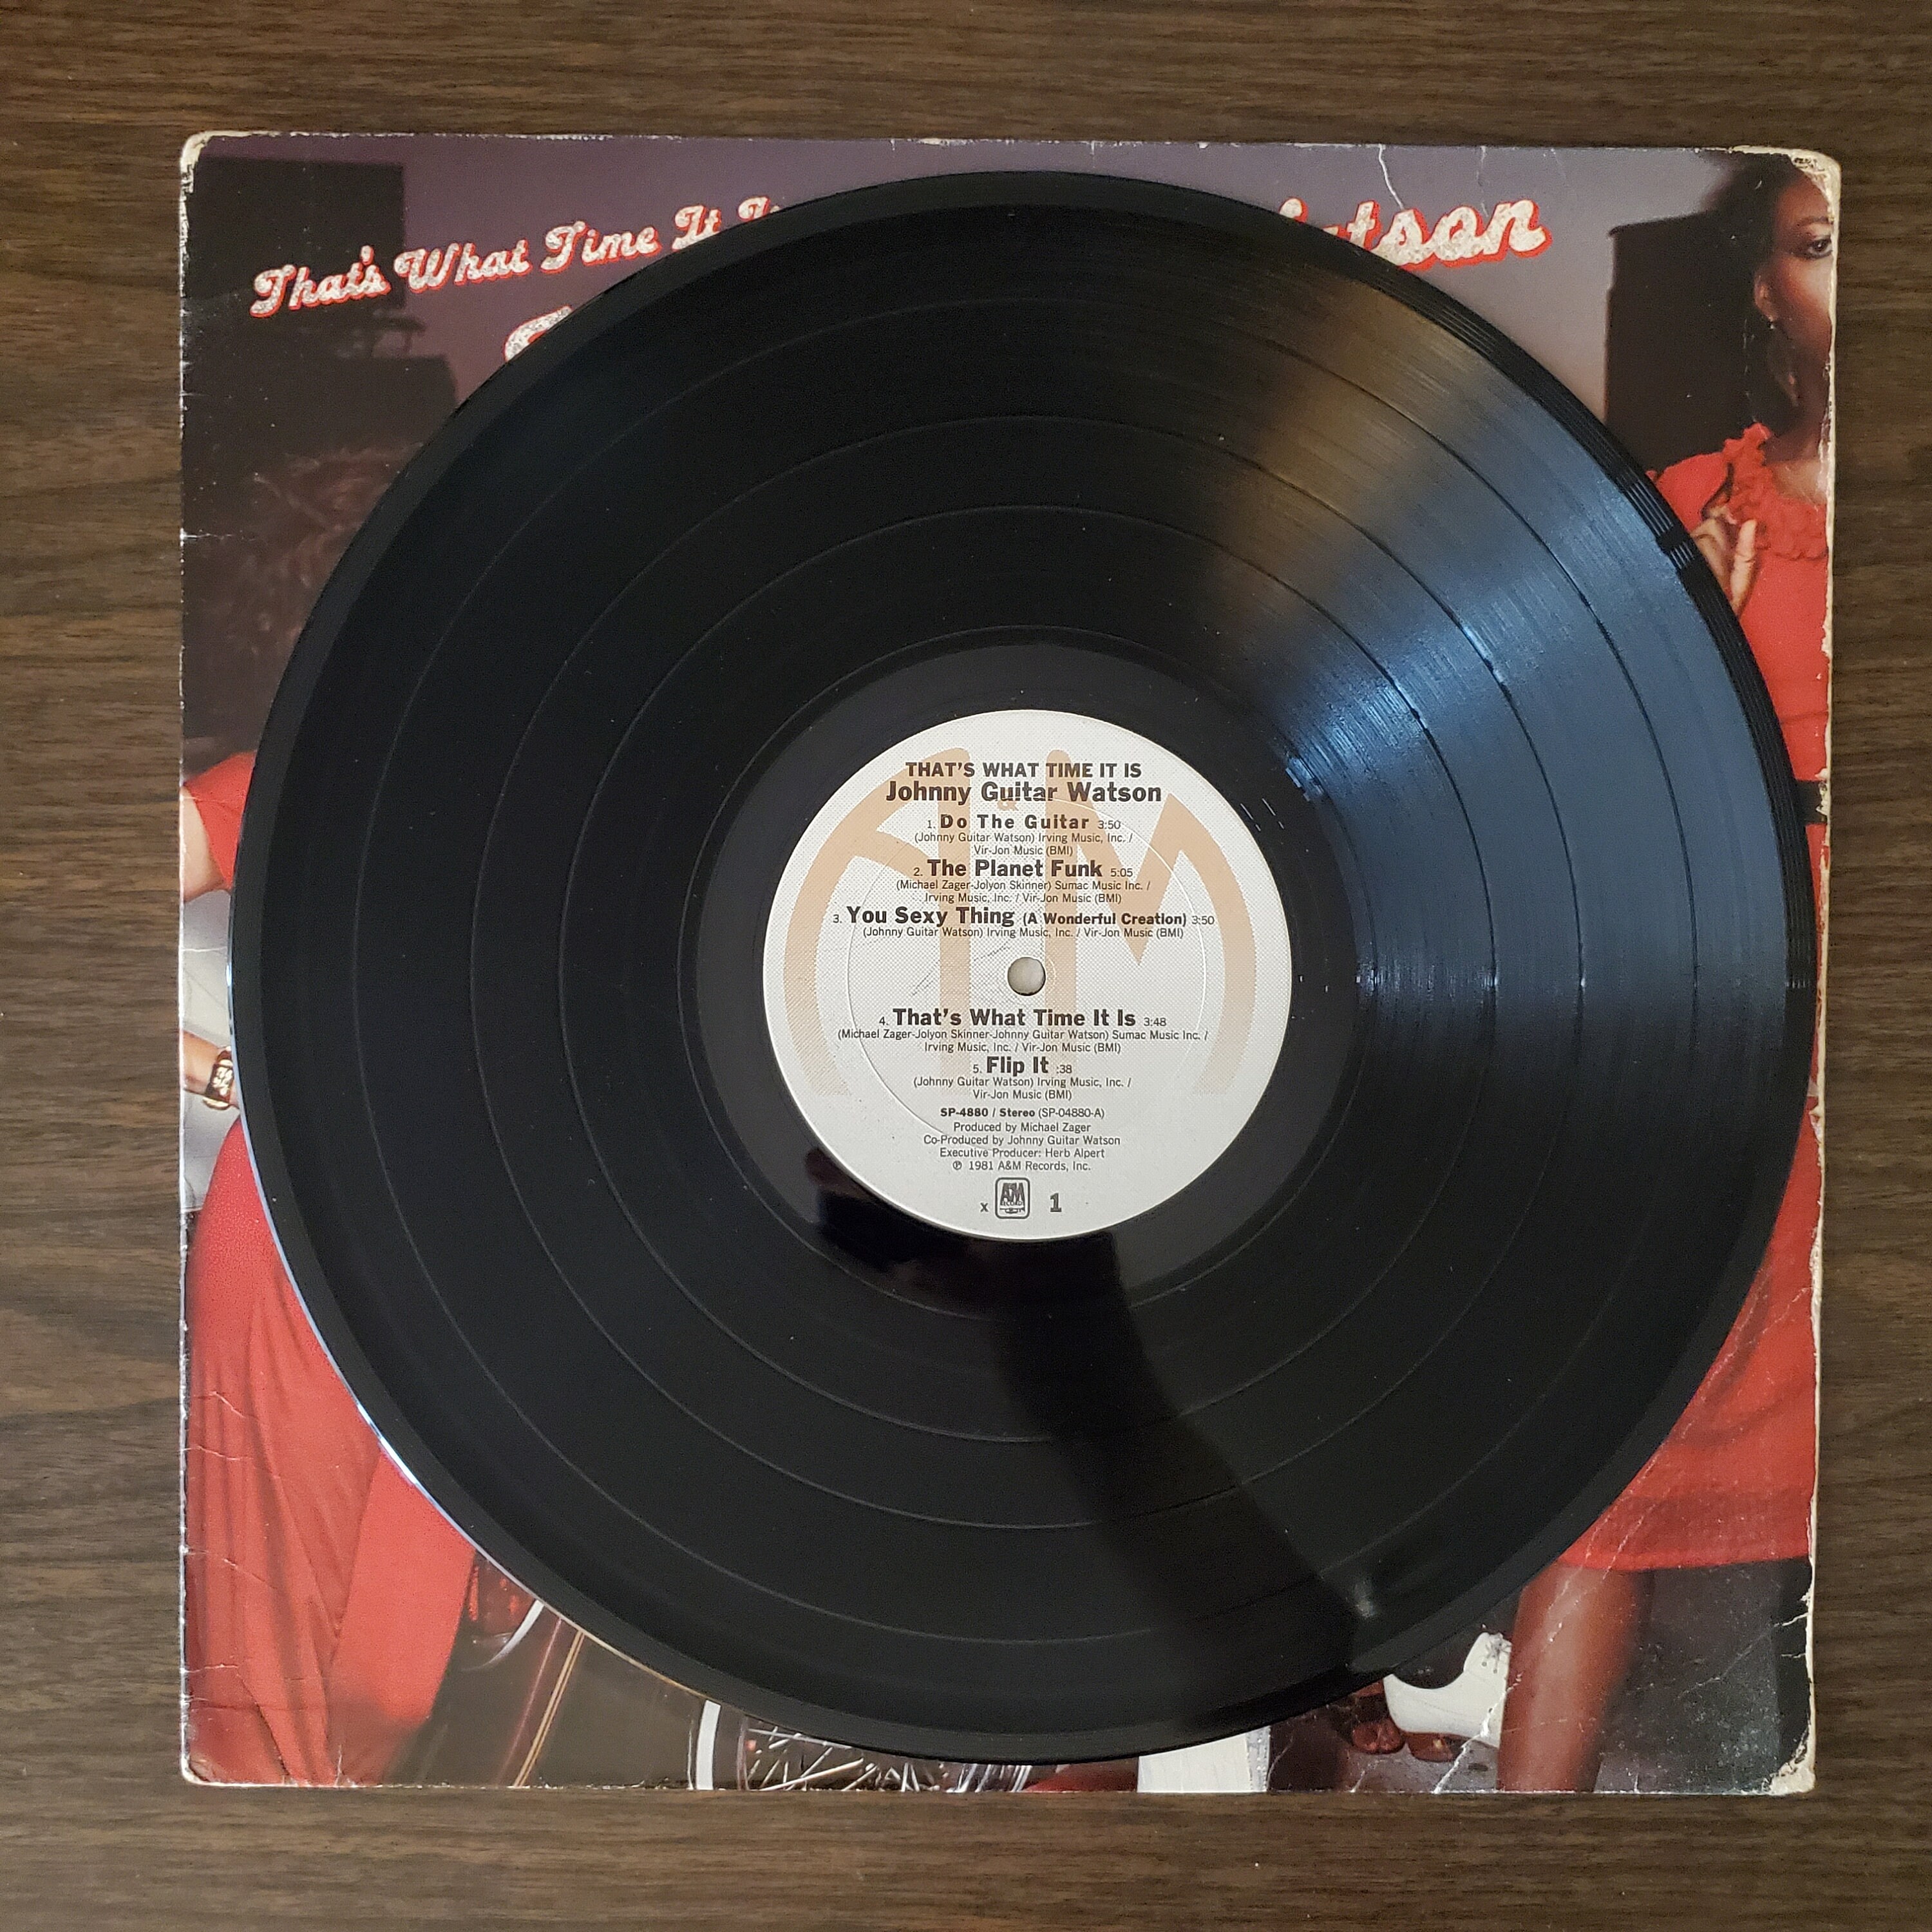 That's What Time It Is
THAT'S WHAT TIME IT IS
Johnny Guitar Watson
1. Do The Guitar 3:50
(Johnny Guitar Watson) Irving Music, Inc. /
Vir-Jon Music (BMI)
2. The Planet Funk 5:05
(Michael Zager-Jolyon Skinner) Sumac Music Inc. /
Irving Music, Inc. / Vir-Jon Music (BMI)
3. You Sexy Thing (A Wonderful Creation) 3:50
(Johnny Guitar Watson) Irving Music, Inc. / Vir-Jon Music (BMI)
4. That's What Time It Is 3:48
(Michael Zager-Jolyon Skinner-Johnny Guitar Watson) Sumac Music Inc. /
Irving Music, Inc. / Vir-Jon Music (BMI)
5. Flip It :38
(Johnny Guitar Watson) Irving Music, Inc. /
Vir-Jon Music (BMI)
SP-4880 / Stereo (SP-04880-A)
Produced by Michael Zager
Co-Produced by Johnny Guitar Watson
Executive Producer: Herb Alpert
℗ 1981 A&M Records, Inc.
x A&M RECORDS 1